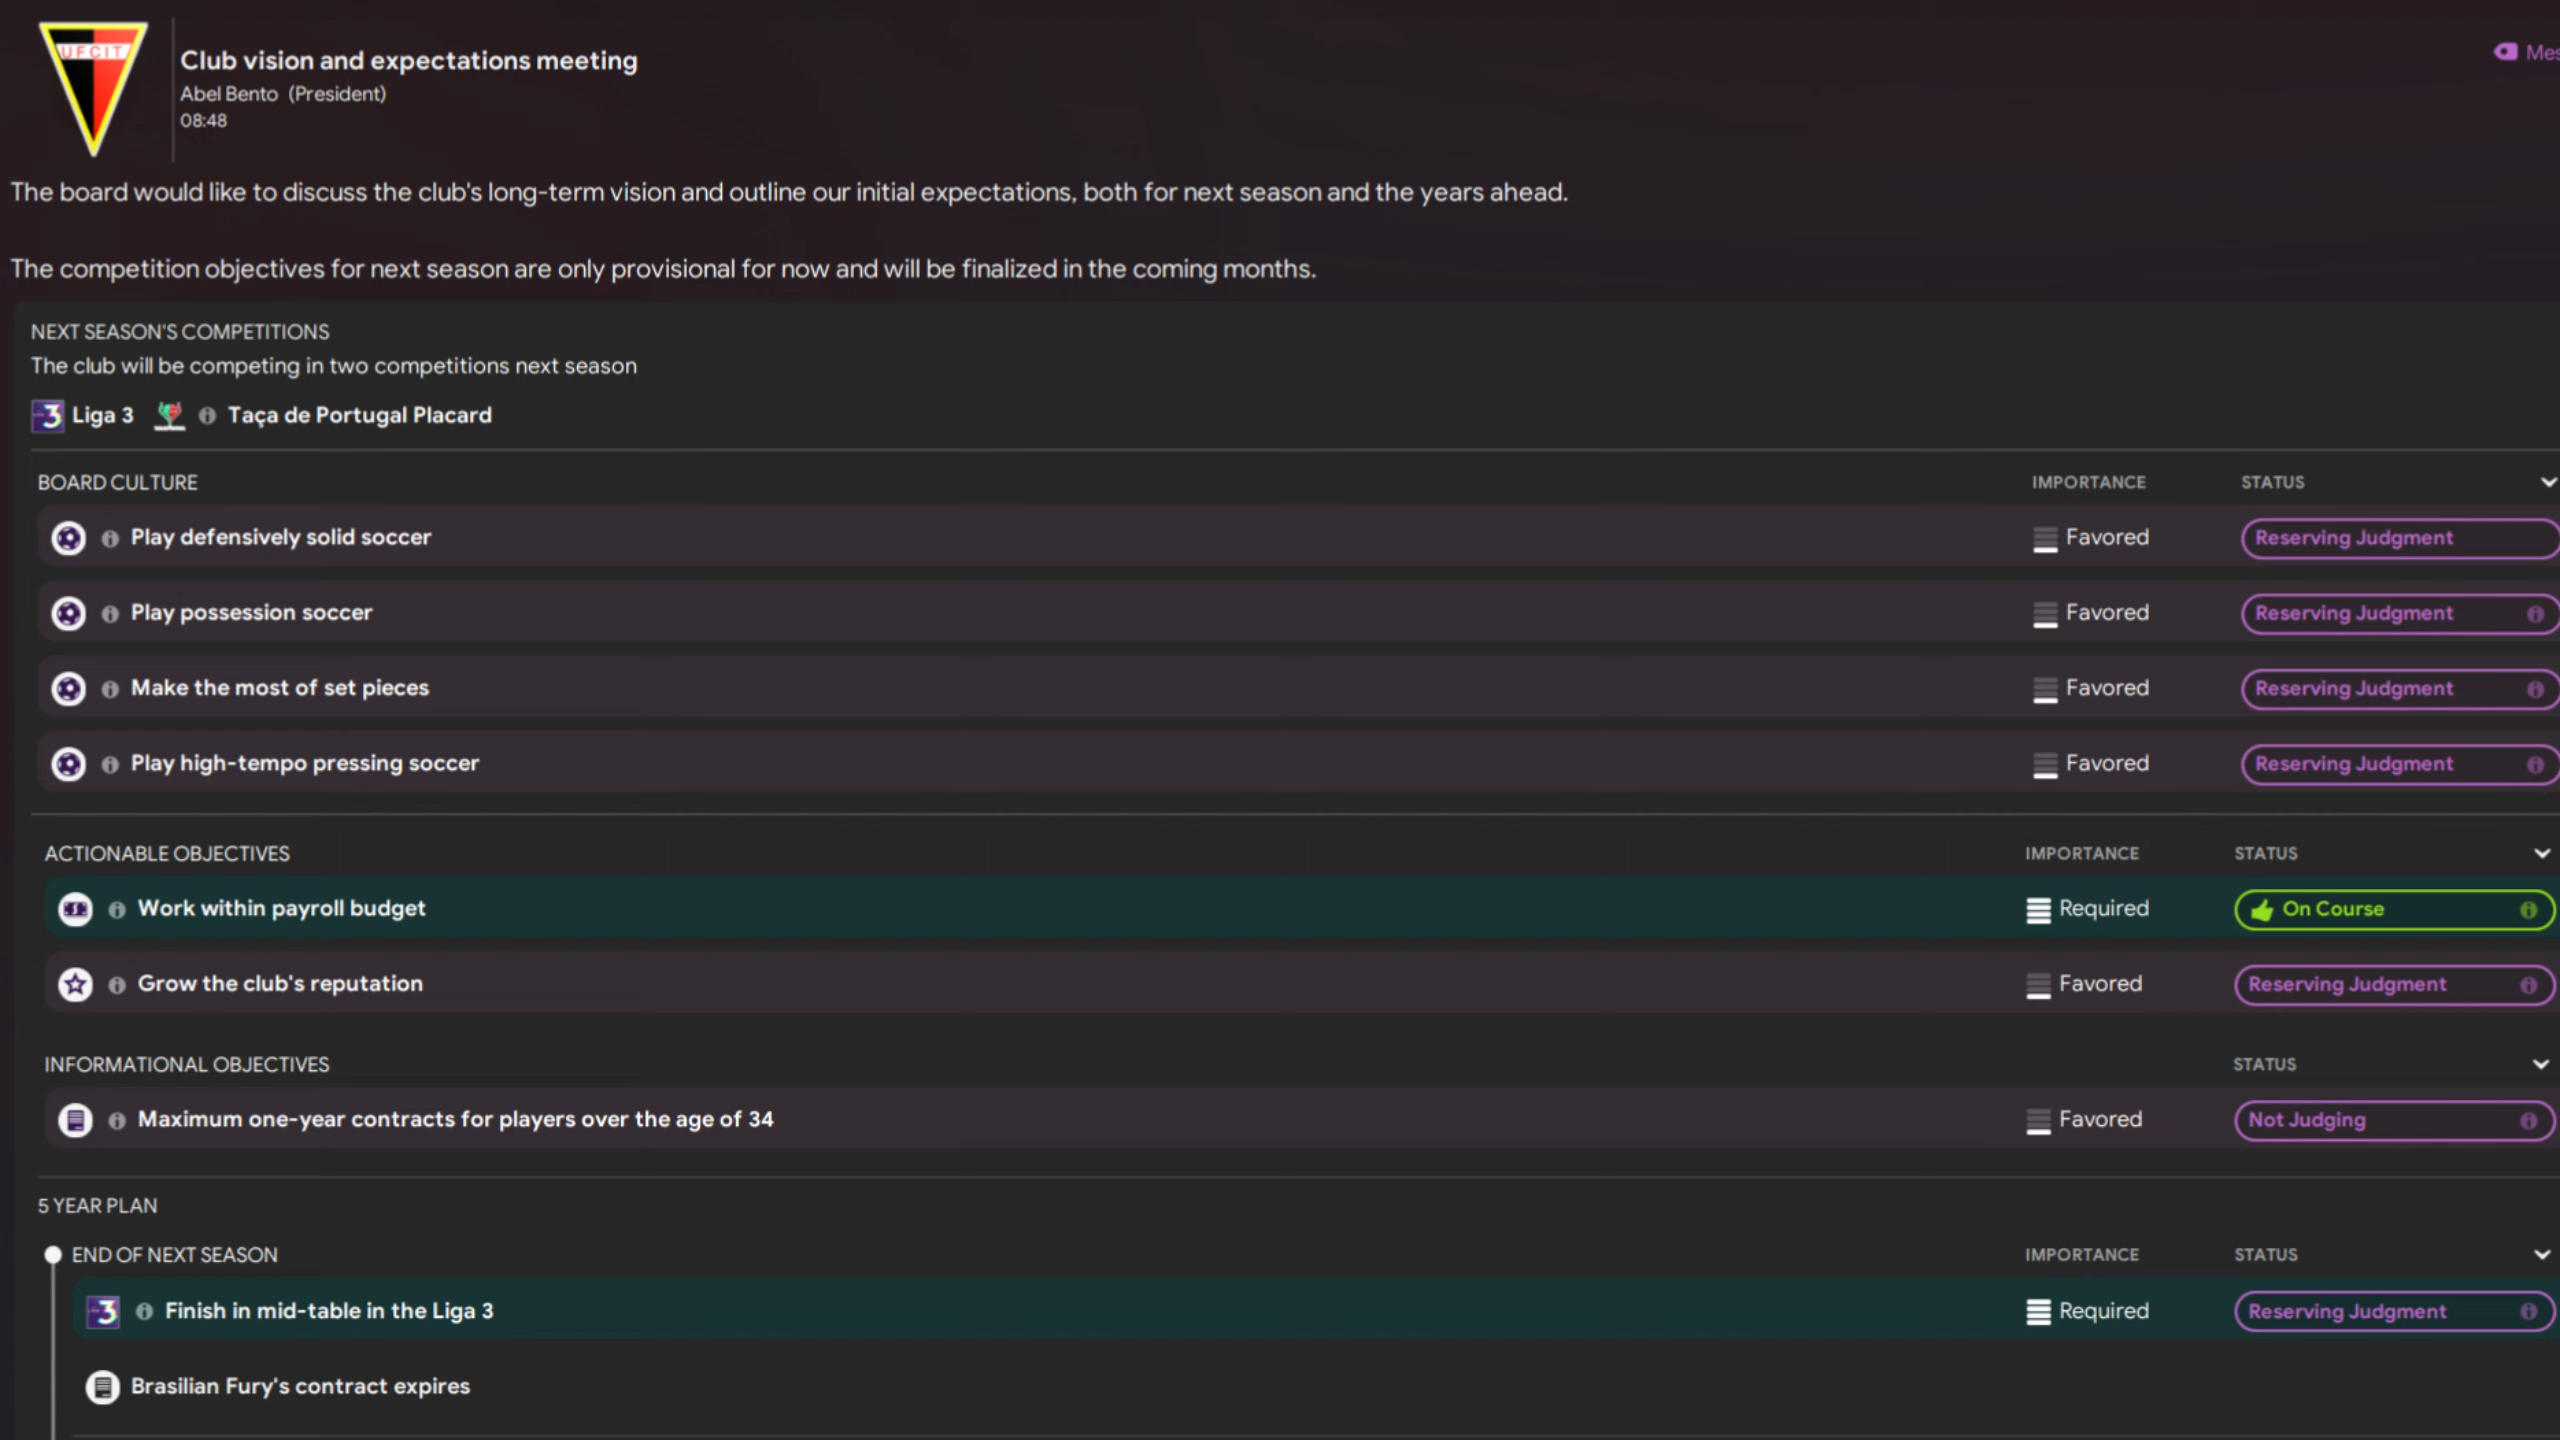 UFCIT
Club vision and expectations meeting
Abel Bento (President)
08:48
The board would like to discuss the club's long-term vision and outline our initial expectations, both for next season and the years ahead.
The competition objectives for next season are only provisional for now and will be finalized in the coming months.
NEXT SEASON'S COMPETITIONS
The club will be competing in two competitions next season
3 Liga 3 Taça de Portugal Placard
BOARD CULTURE IMPORTANCE STATUS
Play defensively solid soccer Favored Reserving Judgment
Play possession soccer Favored Reserving Judgment
Make the most of set pieces Favored Reserving Judgment
Play high-tempo pressing soccer Favored Reserving Judgment
ACTIONABLE OBJECTIVES IMPORTANCE STATUS
Work within payroll budget Required On Course
Grow the club's reputation Favored Reserving Judgment
INFORMATIONAL OBJECTIVES STATUS
Maximum one-year contracts for players over the age of 34 Favored Not Judging
5 YEAR PLAN
END OF NEXT SEASON IMPORTANCE STATUS
3 Finish in mid-table in the Liga 3 Required Reserving Judgment
Brasilian Fury's contract expires